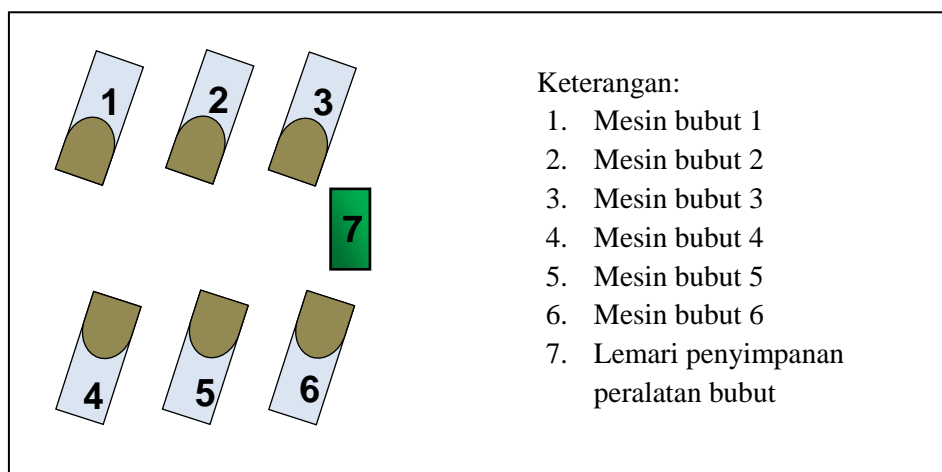 1
2
3
7
4
5
6
Keterangan:
1. Mesin bubut 1
2. Mesin bubut 2
3. Mesin bubut 3
4. Mesin bubut 4
5. Mesin bubut 5
6. Mesin bubut 6
7. Lemari penyimpanan
peralatan bubut